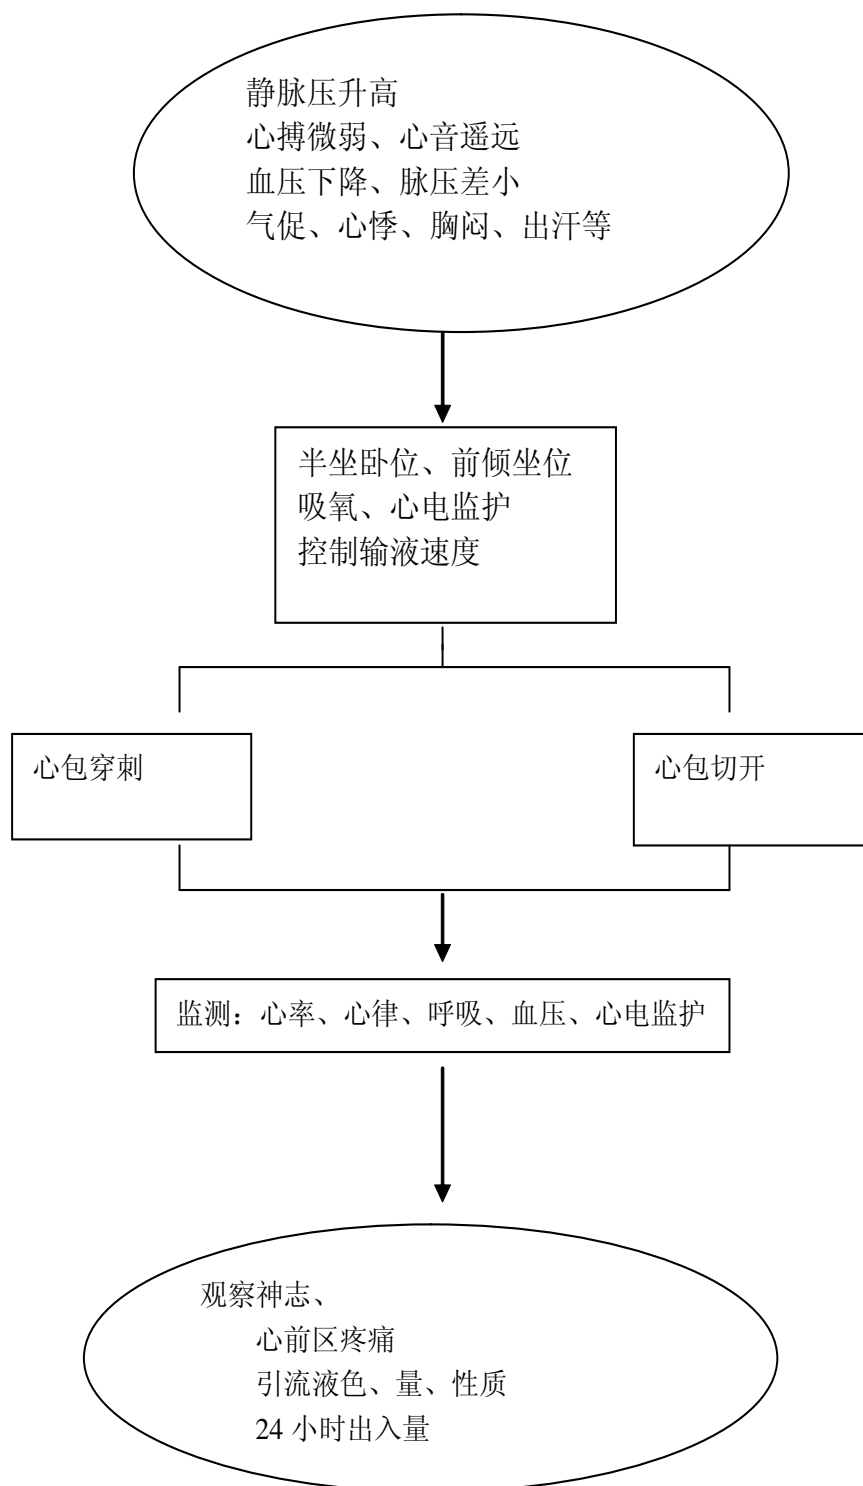 静脉压升高
心搏微弱、心音遥远
血压下降、脉压差小
气促、心悸、胸闷、出汗等
半坐卧位、前倾坐位
吸氧、心电监护
控制输液速度
心包穿刺
心包切开
监测：心率、心律、呼吸、血压、心电监护
观察神志、
心前区疼痛
引流液色、量、性质
24 小时出入量